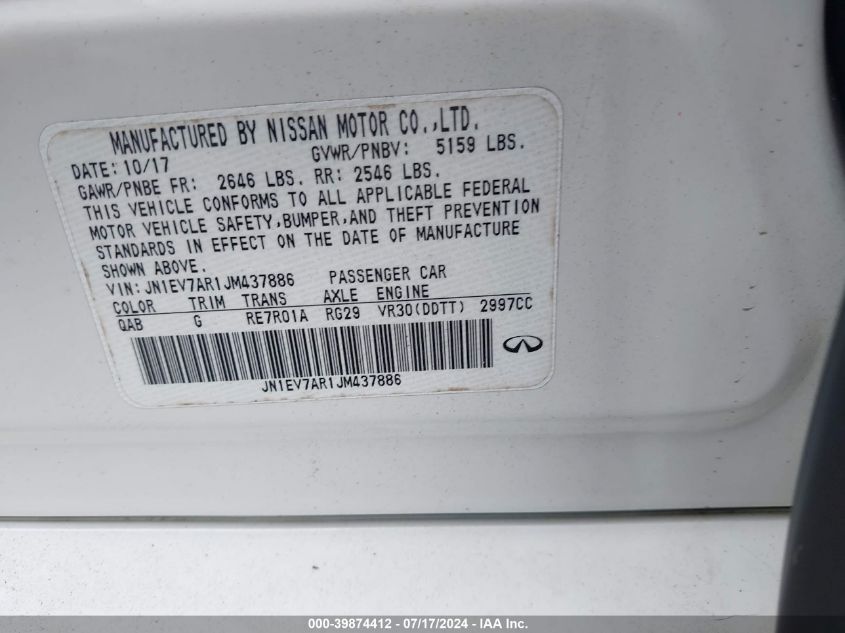 MANUFACTURED BY NISSAN MOTOR CO.,LTD.
DATE: 10/17 GVWR/PNBV: 5159 LBS.
GAWR/PNBE FR: 2646 LBS. RR: 2546 LBS.
THIS VEHICLE CONFORMS TO ALL APPLICABLE FEDERAL
MOTOR VEHICLE SAFETY,BUMPER,AND THEFT PREVENTION
STANDARDS IN EFFECT ON THE DATE OF MANUFACTURE
SHOWN ABOVE.
VIN: JN1EV7AR1JM437886 PASSENGER CAR
COLOR TRIM TRANS AXLE ENGINE
QAB G RE7R01A RG29 VR30(DDTT) 2997CC
JN1EV7AR1JM437886
000-39874412 - 07/17/2024 - IAAI Inc.